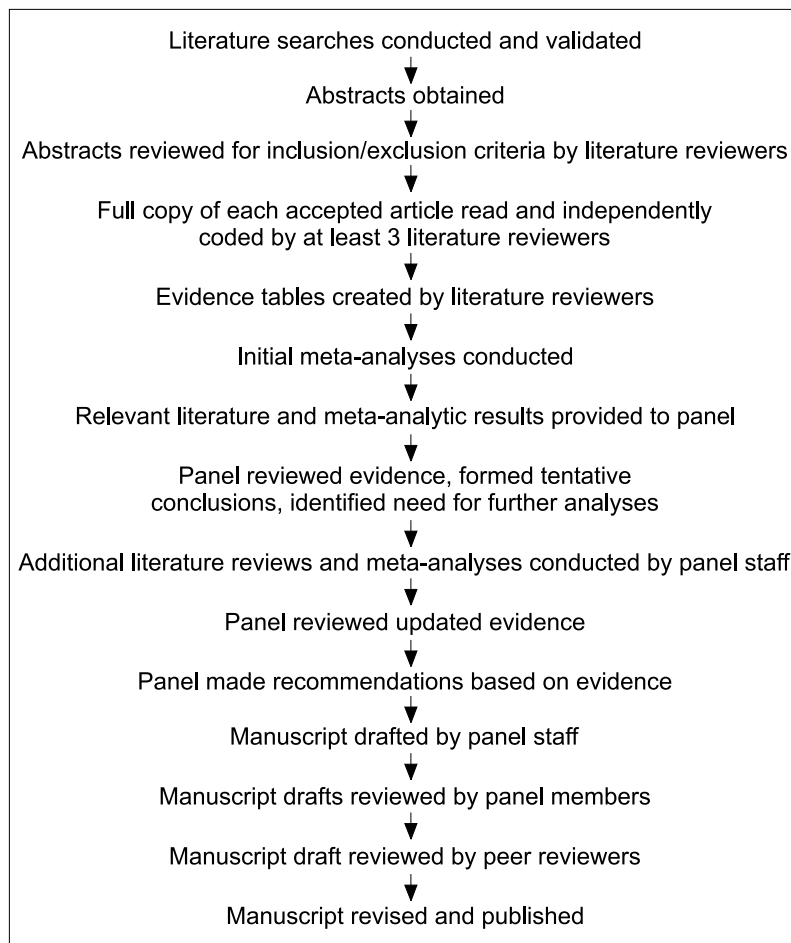 Literature searches conducted and validated
Abstracts obtained
Abstracts reviewed for inclusion/exclusion criteria by literature reviewers
Full copy of each accepted article read and independently
coded by at least 3 literature reviewers
Evidence tables created by literature reviewers
Initial meta-analyses conducted
Relevant literature and meta-analytic results provided to panel
Panel reviewed evidence, formed tentative
conclusions, identified need for further analyses
Additional literature reviews and meta-analyses conducted by panel staff
Panel reviewed updated evidence
Panel made recommendations based on evidence
Manuscript drafted by panel staff
Manuscript drafts reviewed by panel members
Manuscript draft reviewed by peer reviewers
Manuscript revised and published